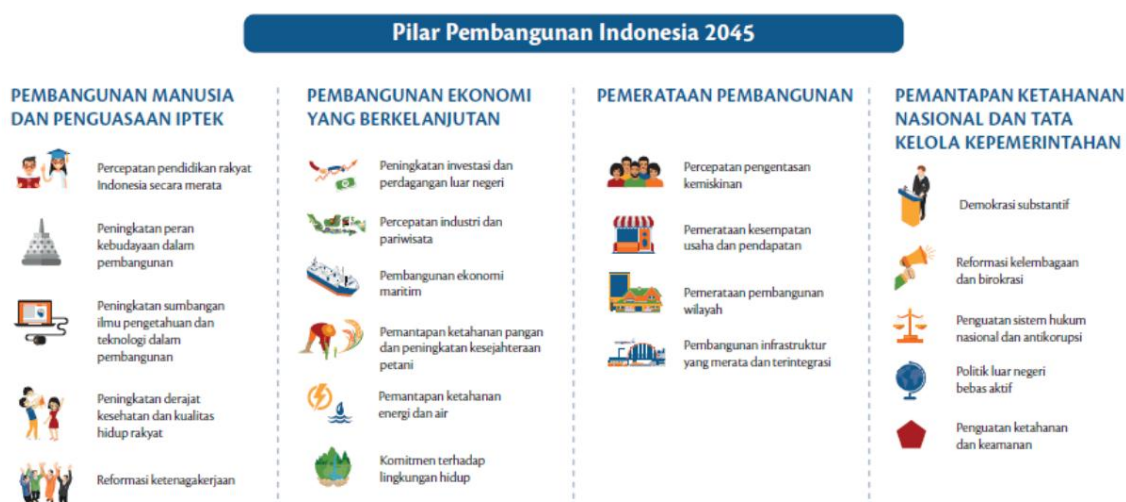 Pilar Pembangunan Indonesia 2045
PEMBANGUNAN MANUSIA
DAN PENGUASAAN IPTEK
Percepatan pendidikan rakyat
Indonesia secara merata
Peningkatan peran
kebudayaan dalam
pembangunan
Peningkatan sumbangan
ilmu pengetahuan dan
teknologi dalam
pembangunan
Peningkatan derajat
kesehatan dan kualitas
hidup rakyat
Reformasi ketenagakerjaan
PEMBANGUNAN EKONOMI
YANG BERKELANJUTAN
Peningkatan investasi dan
perdagangan luar negeri
Percepatan industri dan
pariwisata
Pembangunan ekonomi
maritim
Pemantapan ketahanan pangan
dan peningkatan kesejahteraan
petani
Pemantapan ketahanan
energi dan air
Komitmen terhadap
lingkungan hidup
PEMERATAAN PEMBANGUNAN
Percepatan pengentasan
kemiskinan
Pemerataan kesempatan
usaha dan pendapatan
Pemerataan pembangunan
wilayah
Pembangunan infrastruktur
yang merata dan terintegrasi
PEMANTAPAN KETAHANAN
NASIONAL DAN TATA
KELOLA KEPEMERINTAHAN
Demokrasi substantif
Reformasi kelembagaan
dan birokrasi
Penguatan sistem hukum
nasional dan antikorupsi
Politik luar negeri
bebas aktif
Penguatan ketahanan
dan keamanan